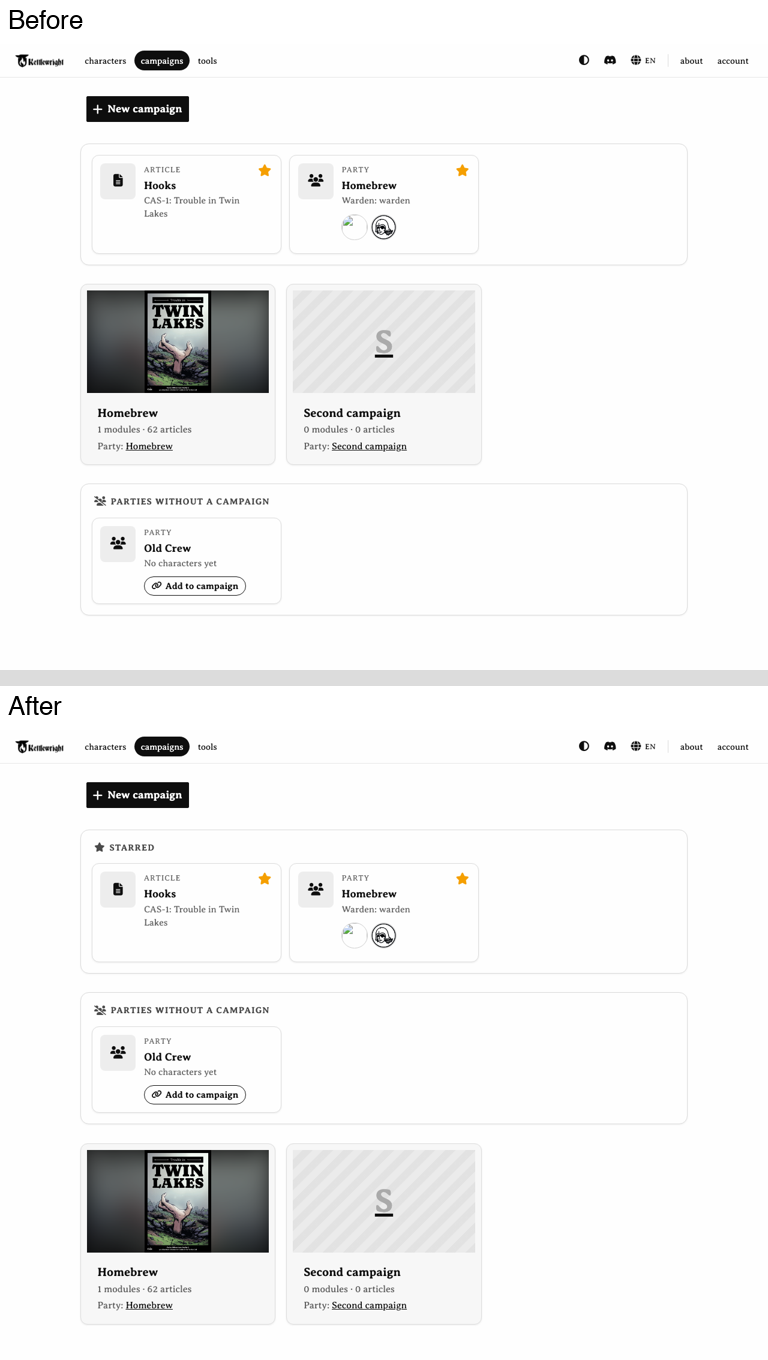 Before
Kettlewright characters campaigns tools EN about account
+ New campaign
ARTICLE
Hooks
CAS-1: Trouble in Twin
Lakes
PARTY
Homebrew
Warden: warden
TWIN
LAKES
S
Homebrew
1 modules · 62 articles
Party: Homebrew
Second campaign
0 modules · 0 articles
Party: Second campaign
PARTIES WITHOUT A CAMPAIGN
PARTY
Old Crew
No characters yet
Add to campaign
After
Kettlewright characters campaigns tools EN about account
+ New campaign
STARRED
ARTICLE
Hooks
CAS-1: Trouble in Twin
Lakes
PARTY
Homebrew
Warden: warden
PARTIES WITHOUT A CAMPAIGN
PARTY
Old Crew
No characters yet
Add to campaign
TWIN
LAKES
S
Homebrew
1 modules · 62 articles
Party: Homebrew
Second campaign
0 modules · 0 articles
Party: Second campaign